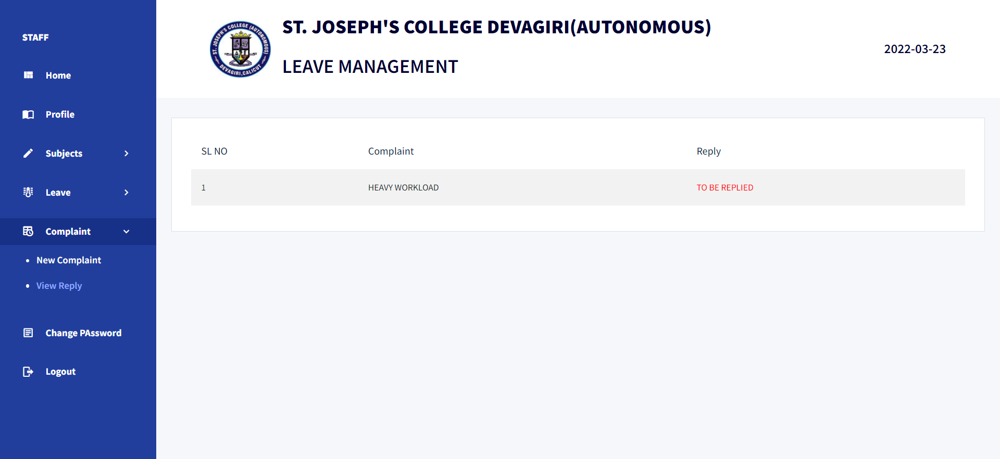 STAFF
Home
Profile
Subjects
Leave
Complaint
New Complaint
View Reply
Change PAssword
Logout
ST. JOSEPH'S COLLEGE (AUTONOMOUS)
DEVAGIRI, CALICUT
ST. JOSEPH'S COLLEGE DEVAGIRI(AUTONOMOUS)
LEAVE MANAGEMENT
2022-03-23
SL NO Complaint Reply
1 HEAVY WORKLOAD TO BE REPLIED